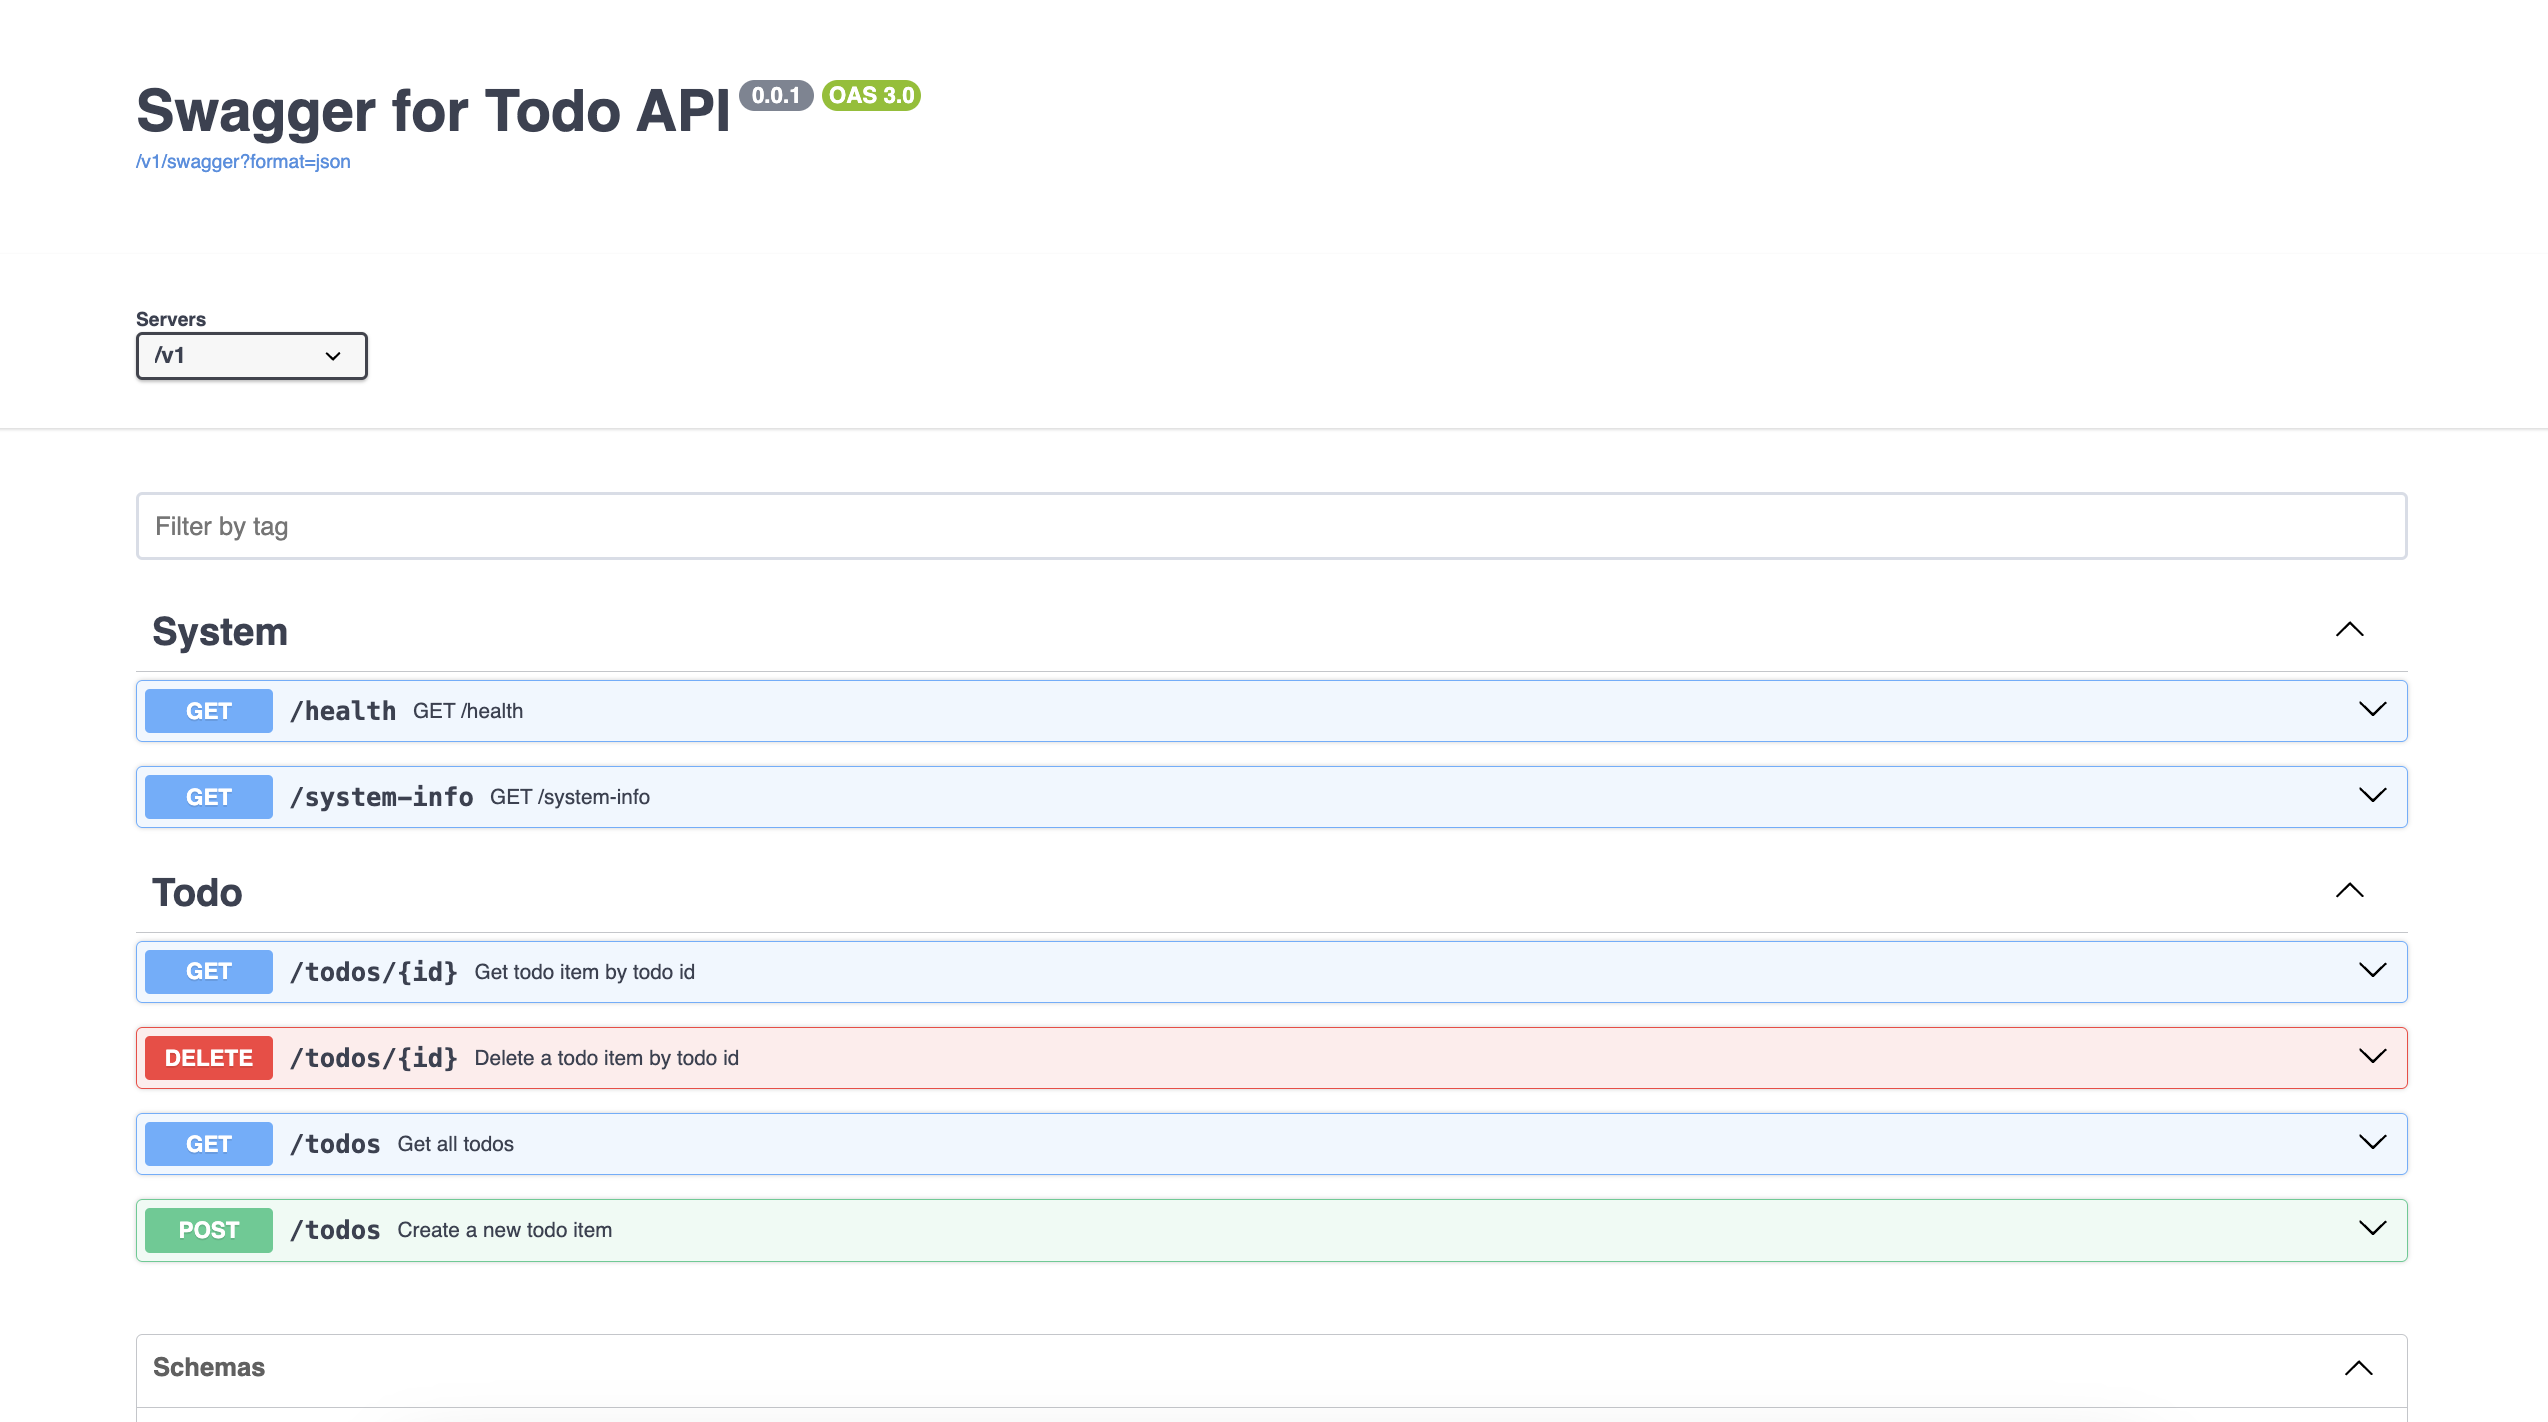 Swagger for Todo API 0.0.1 OAS 3.0
/v1/swagger?format=json
Servers
/v1
Filter by tag
System
GET /health GET /health
GET /system-info GET /system-info
Todo
GET /todos/{id} Get todo item by todo id
DELETE /todos/{id} Delete a todo item by todo id
GET /todos Get all todos
POST /todos Create a new todo item
Schemas